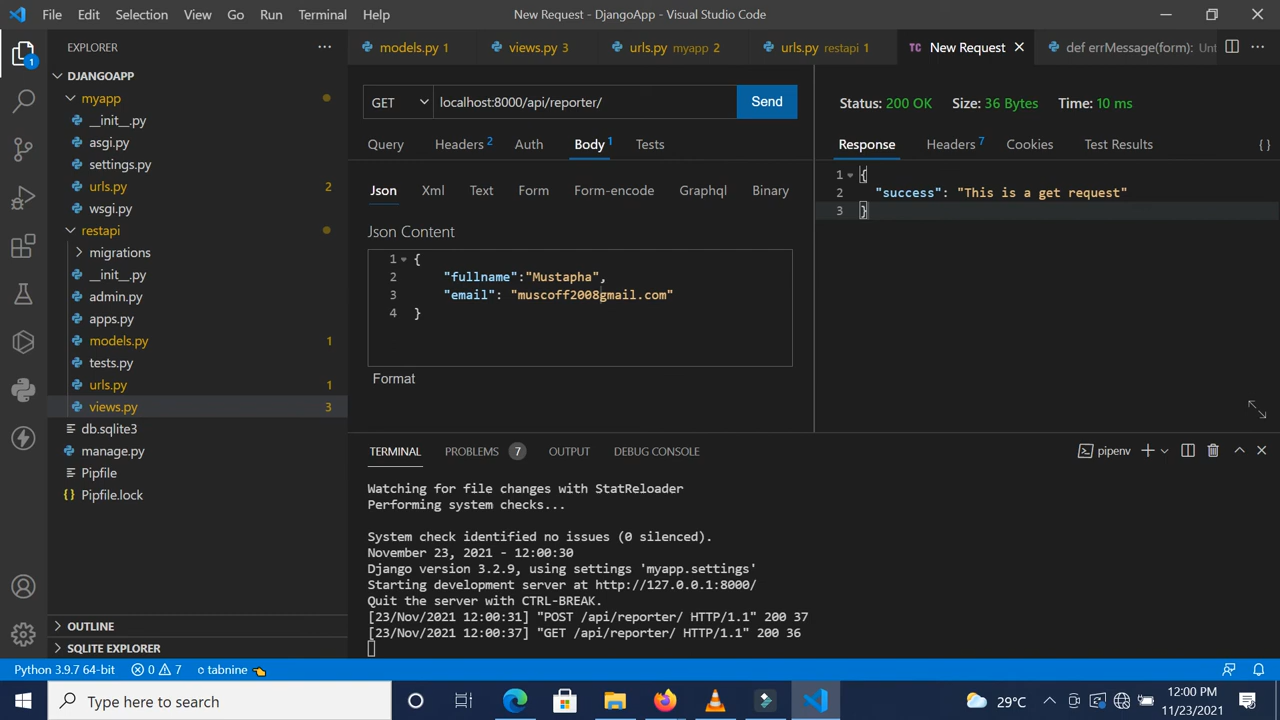 File Edit Selection View Go Run Terminal Help New Request - DjangoApp - Visual Studio Code
EXPLORER
models.py 1 views.py 3 urls.py myapp 2 urls.py restapi 1 TC New Request def errMessage(form): Unt
1
DJANGOAPP
myapp
__init__.py
asgi.py
settings.py
urls.py 2
wsgi.py
restapi
migrations
__init__.py
admin.py
apps.py
models.py 1
tests.py
urls.py 1
views.py 3
db.sqlite3
manage.py
Pipfile
{} Pipfile.lock
OUTLINE
SQLITE EXPLORER
GET localhost:8000/api/reporter/ Send
Query Headers 2 Auth Body 1 Tests
Json Xml Text Form Form-encode Graphql Binary
Json Content
1 {
2 "fullname":"Mustapha",
3 "email": "muscoff2008gmail.com"
4 }
Format
Status: 200 OK Size: 36 Bytes Time: 10 ms
Response Headers 7 Cookies Test Results { }
1 {
2 "success": "This is a get request"
3 }
TERMINAL PROBLEMS 7 OUTPUT DEBUG CONSOLE pipenv
Watching for file changes with StatReloader
Performing system checks...
System check identified no issues (0 silenced).
November 23, 2021 - 12:00:30
Django version 3.2.9, using settings 'myapp.settings'
Starting development server at http://127.0.0.1:8000/
Quit the server with CTRL-BREAK.
[23/Nov/2021 12:00:31] "POST /api/reporter/ HTTP/1.1" 200 37
[23/Nov/2021 12:00:37] "GET /api/reporter/ HTTP/1.1" 200 36
Python 3.9.7 64-bit 0 7 tabnine
Type here to search 29°C 12:00 PM
11/23/2021